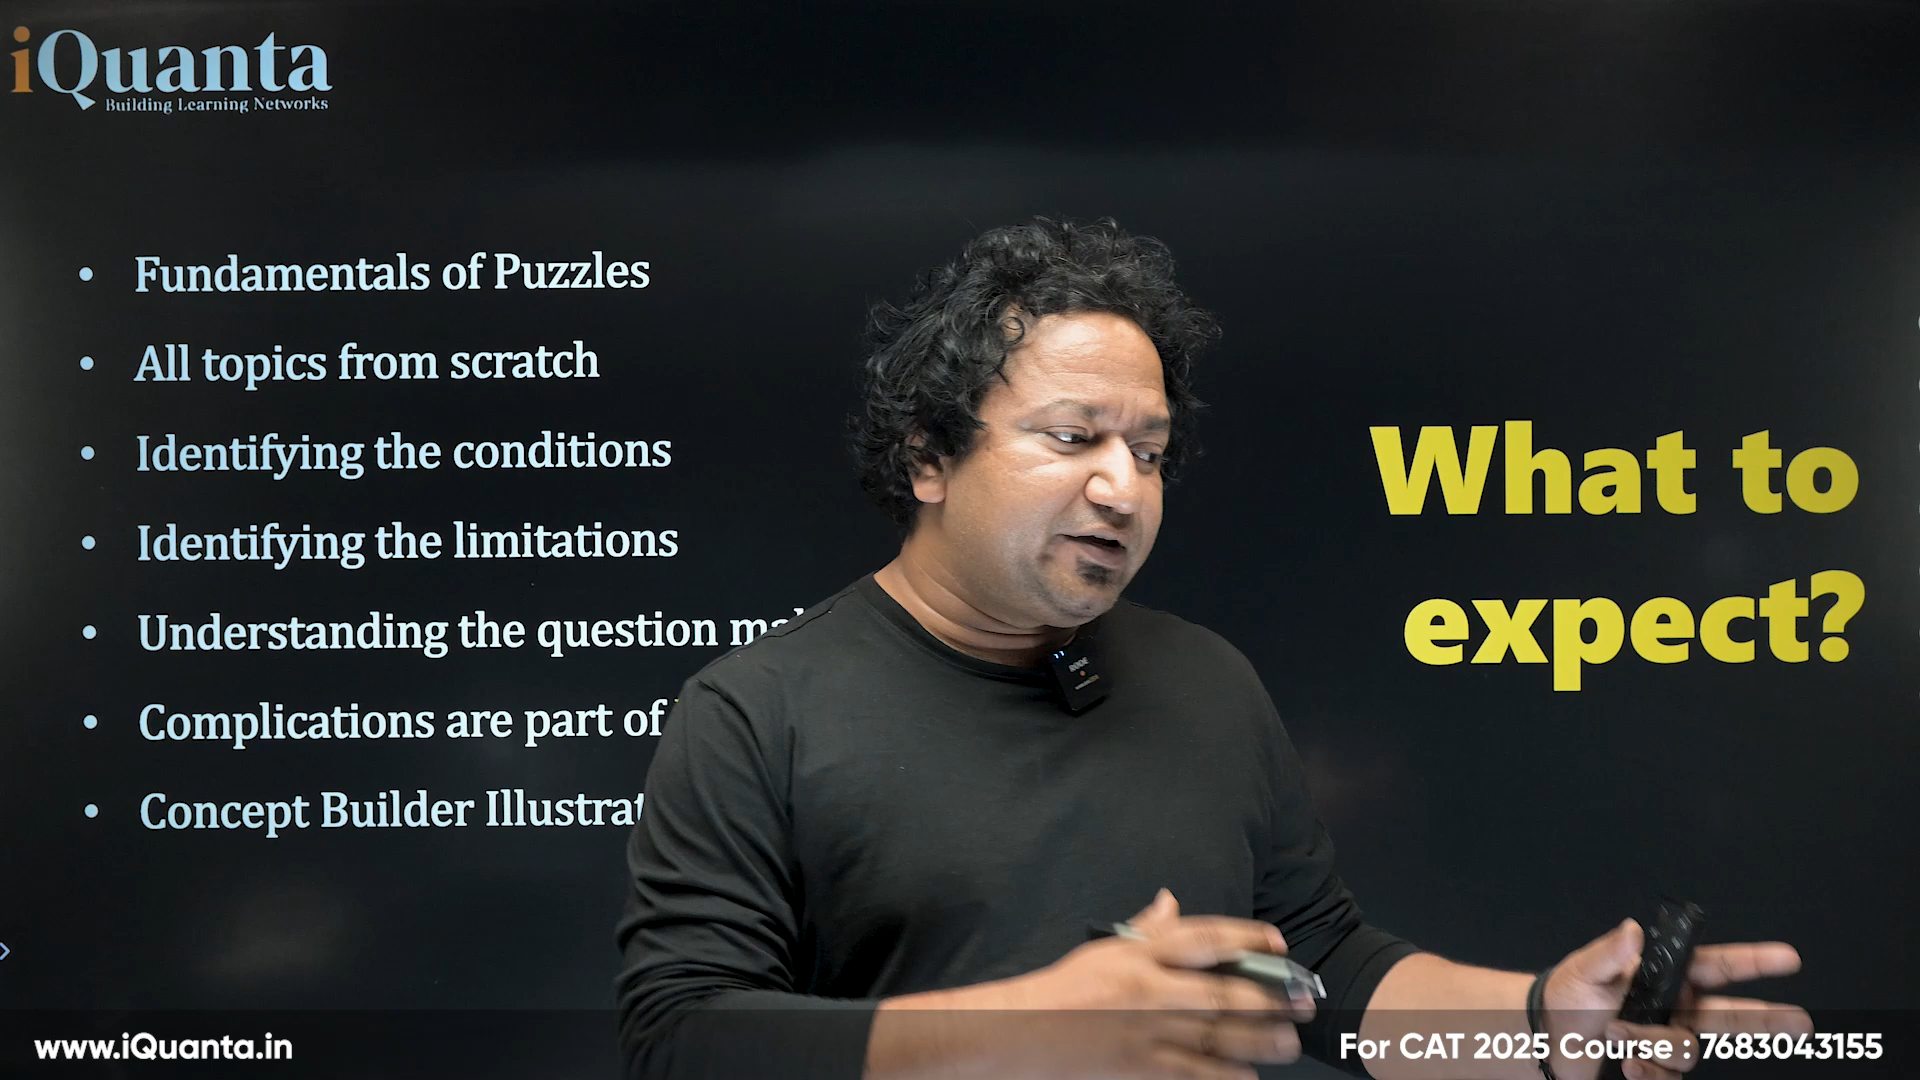 iQuanta
Building Learning Networks
• Fundamentals of Puzzles
• All topics from scratch
• Identifying the conditions
• Identifying the limitations
• Understanding the question
• Complications are part of
• Concept Builder
What to
expect?
RODE
www.iQuanta.in
For CAT 2025 Course : 7683043155